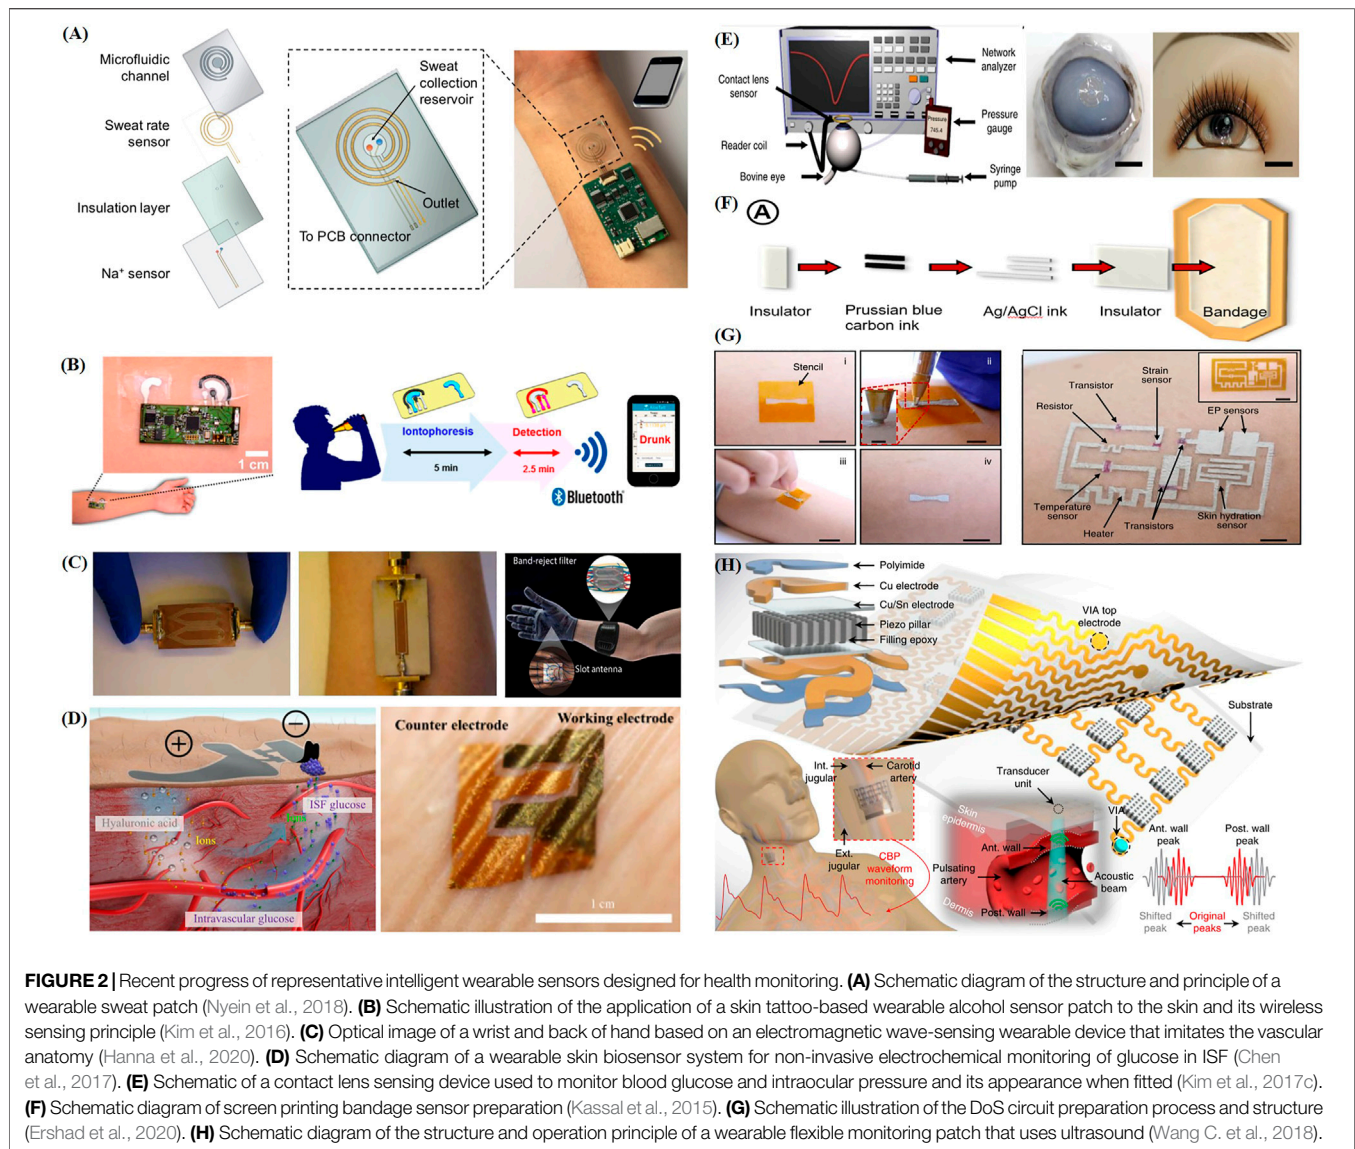 (A)
Microfluidic
channel
Sweat rate
sensor
Insulation layer
Na⁺ sensor
Sweat
collection
reservoir
Outlet
To PCB connector
(B)
1 cm
Iontophoresis
5 min
Detection
2.5 min
Drunk
Bluetooth®
(C)
Band-reject filter
Slot antenna
(D)
Hyaluronic acid
Ions
Ions
ISF glucose
Intravascular glucose
Counter electrode
Working electrode
1 cm
(E)
Contact lens
sensor
Reader coil
Bovine eye
Network
analyzer
Pressure
gauge
Pressure
745.4
Syringe
pump
(F)
A
Insulator
Prussian blue
carbon ink
Ag/AgCl ink
Insulator
Bandage
(G)
i
Stencil
ii
iii
iv
Transistor
Strain
sensor
Resistor
EP sensors
Temperature
sensor
Heater
Transistors
Skin hydration
sensor
(H)
Polyimide
Cu electrode
Cu/Sn electrode
Piezo pillar
Filling epoxy
VIA top
electrode
Substrate
VIA
Int.
jugular
Carotid
artery
Ext.
jugular
CBP
waveform
monitoring
Transducer
unit
Skin
epidermis
Ant. wall
Pulsating
artery
Acoustic
beam
Dermis
Post. wall
Ant. wall
peak
Post. wall
peak
Shifted
peak
Original
peaks
Shifted
peak
FIGURE 2 | Recent progress of representative intelligent wearable sensors designed for health monitoring. (A) Schematic diagram of the structure and principle of a
wearable sweat patch (Nyein et al., 2018). (B) Schematic illustration of the application of a skin tattoo-based wearable alcohol sensor patch to the skin and its wireless
sensing principle (Kim et al., 2016). (C) Optical image of a wrist and back of hand based on an electromagnetic wave-sensing wearable device that imitates the vascular
anatomy (Hanna et al., 2020). (D) Schematic diagram of a wearable skin biosensor system for non-invasive electrochemical monitoring of glucose in ISF (Chen
et al., 2017). (E) Schematic of a contact lens sensing device used to monitor blood glucose and intraocular pressure and its appearance when fitted (Kim et al., 2017c).
(F) Schematic diagram of screen printing bandage sensor preparation (Kassal et al., 2015). (G) Schematic illustration of the DoS circuit preparation process and structure
(Ershad et al., 2020). (H) Schematic diagram of the structure and operation principle of a wearable flexible monitoring patch that uses ultrasound (Wang C. et al., 2018).